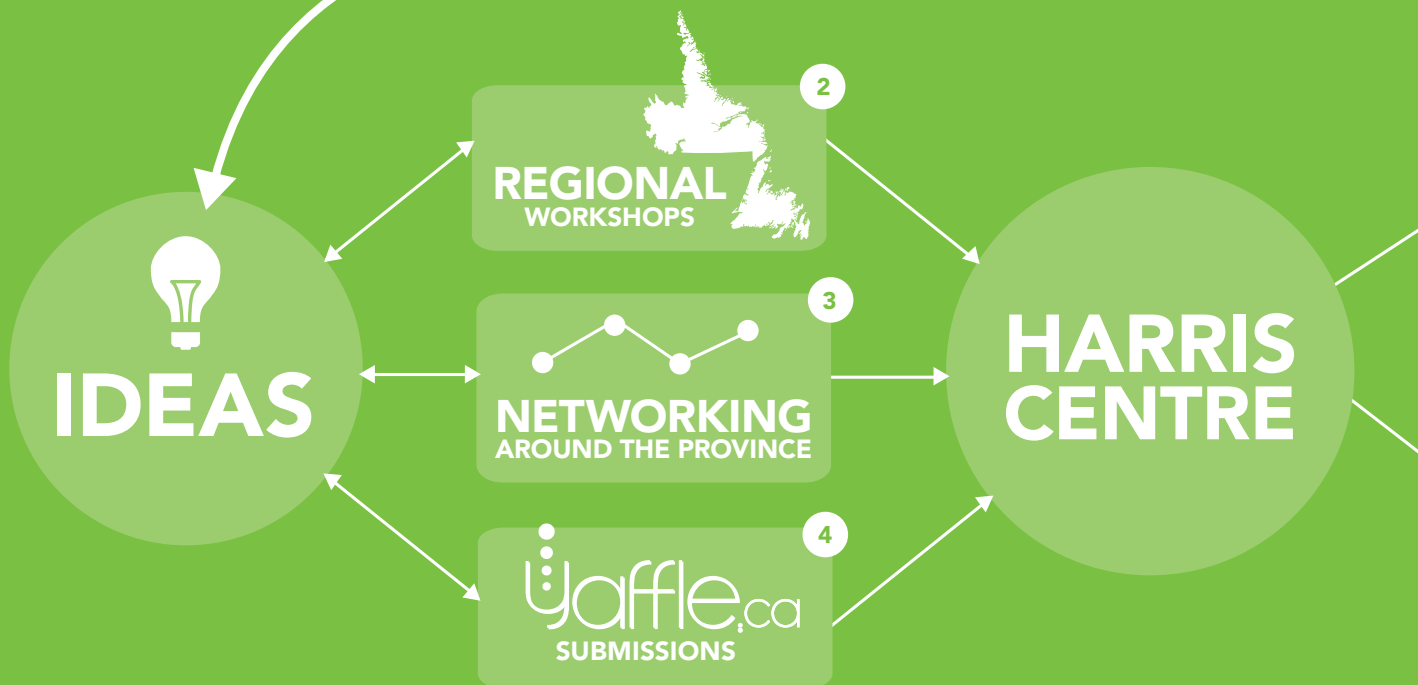 2
REGIONAL
WORKSHOPS
IDEAS
3
NETWORKING
AROUND THE PROVINCE
4
yaffle.ca
SUBMISSIONS
HARRIS
CENTRE